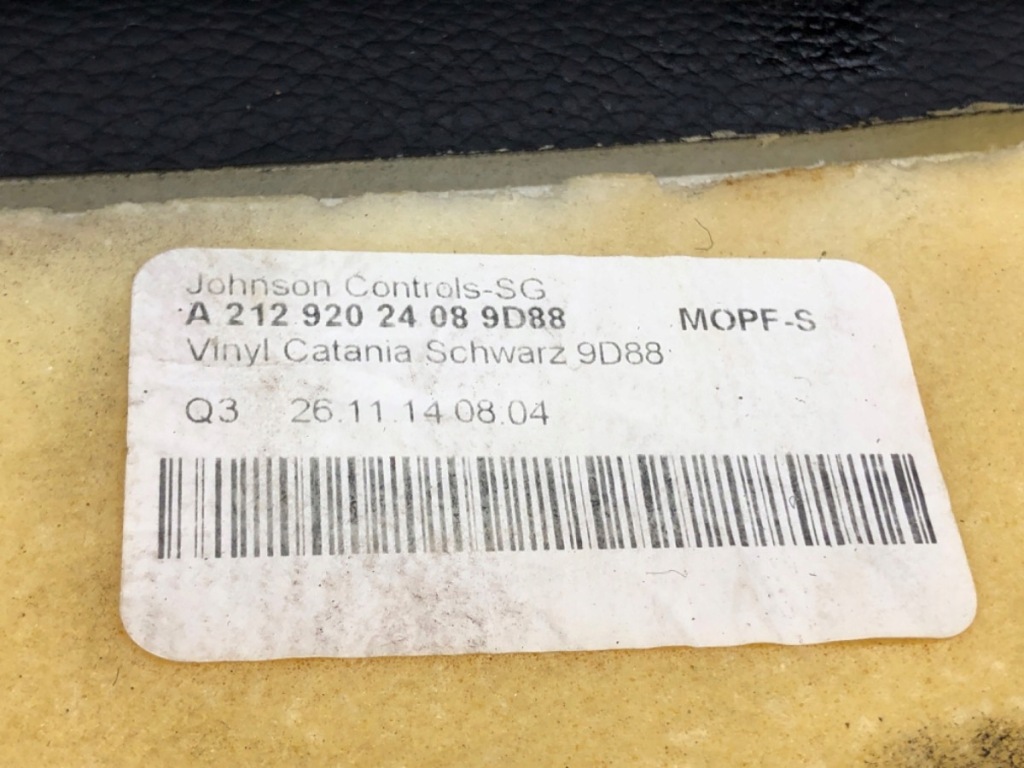 Johnson Controls-SG
A 212 920 24 08 9D88 MOPF-S
Vinyl Catania Schwarz 9D88
Q3 26.11.14 08.04